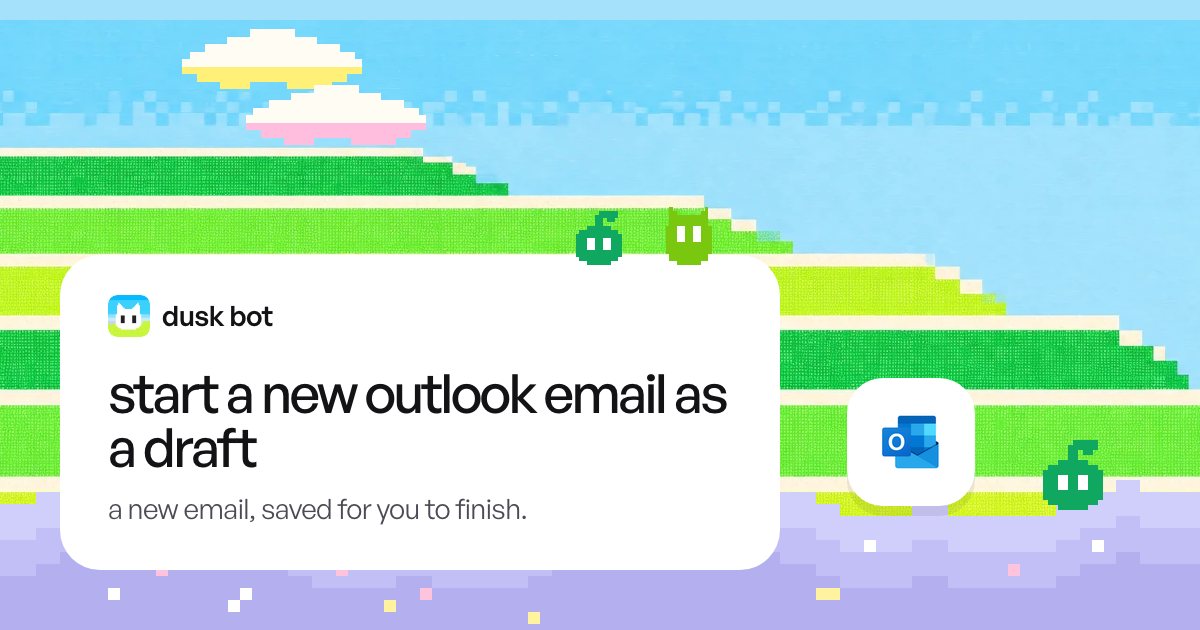 dusk bot
start a new outlook email as
a draft
a new email, saved for you to finish.
O